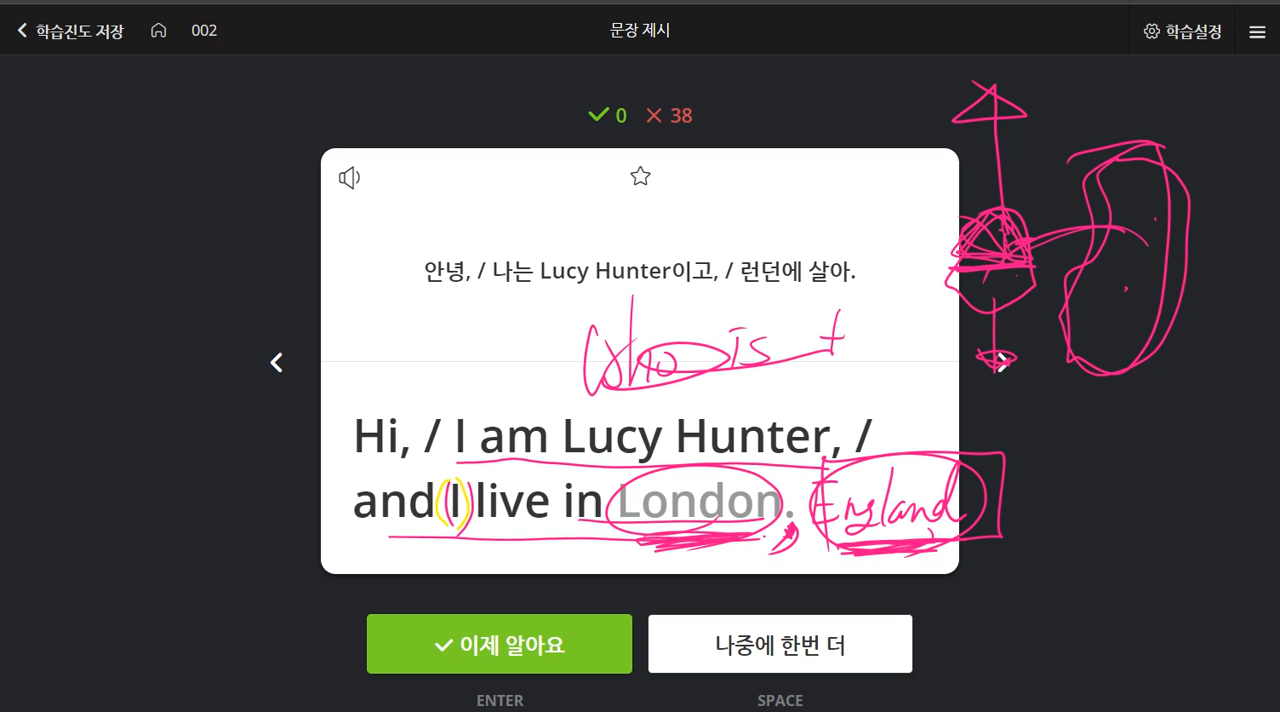 학습진도 저장 002 문장 제시 학습설정
0 38
안녕, / 나는 Lucy Hunter이고, / 런던에 살아.
Who is t
Hi, / I am Lucy Hunter, /
and (I) live in London. , England
이제 알아요 나중에 한번 더
ENTER SPACE